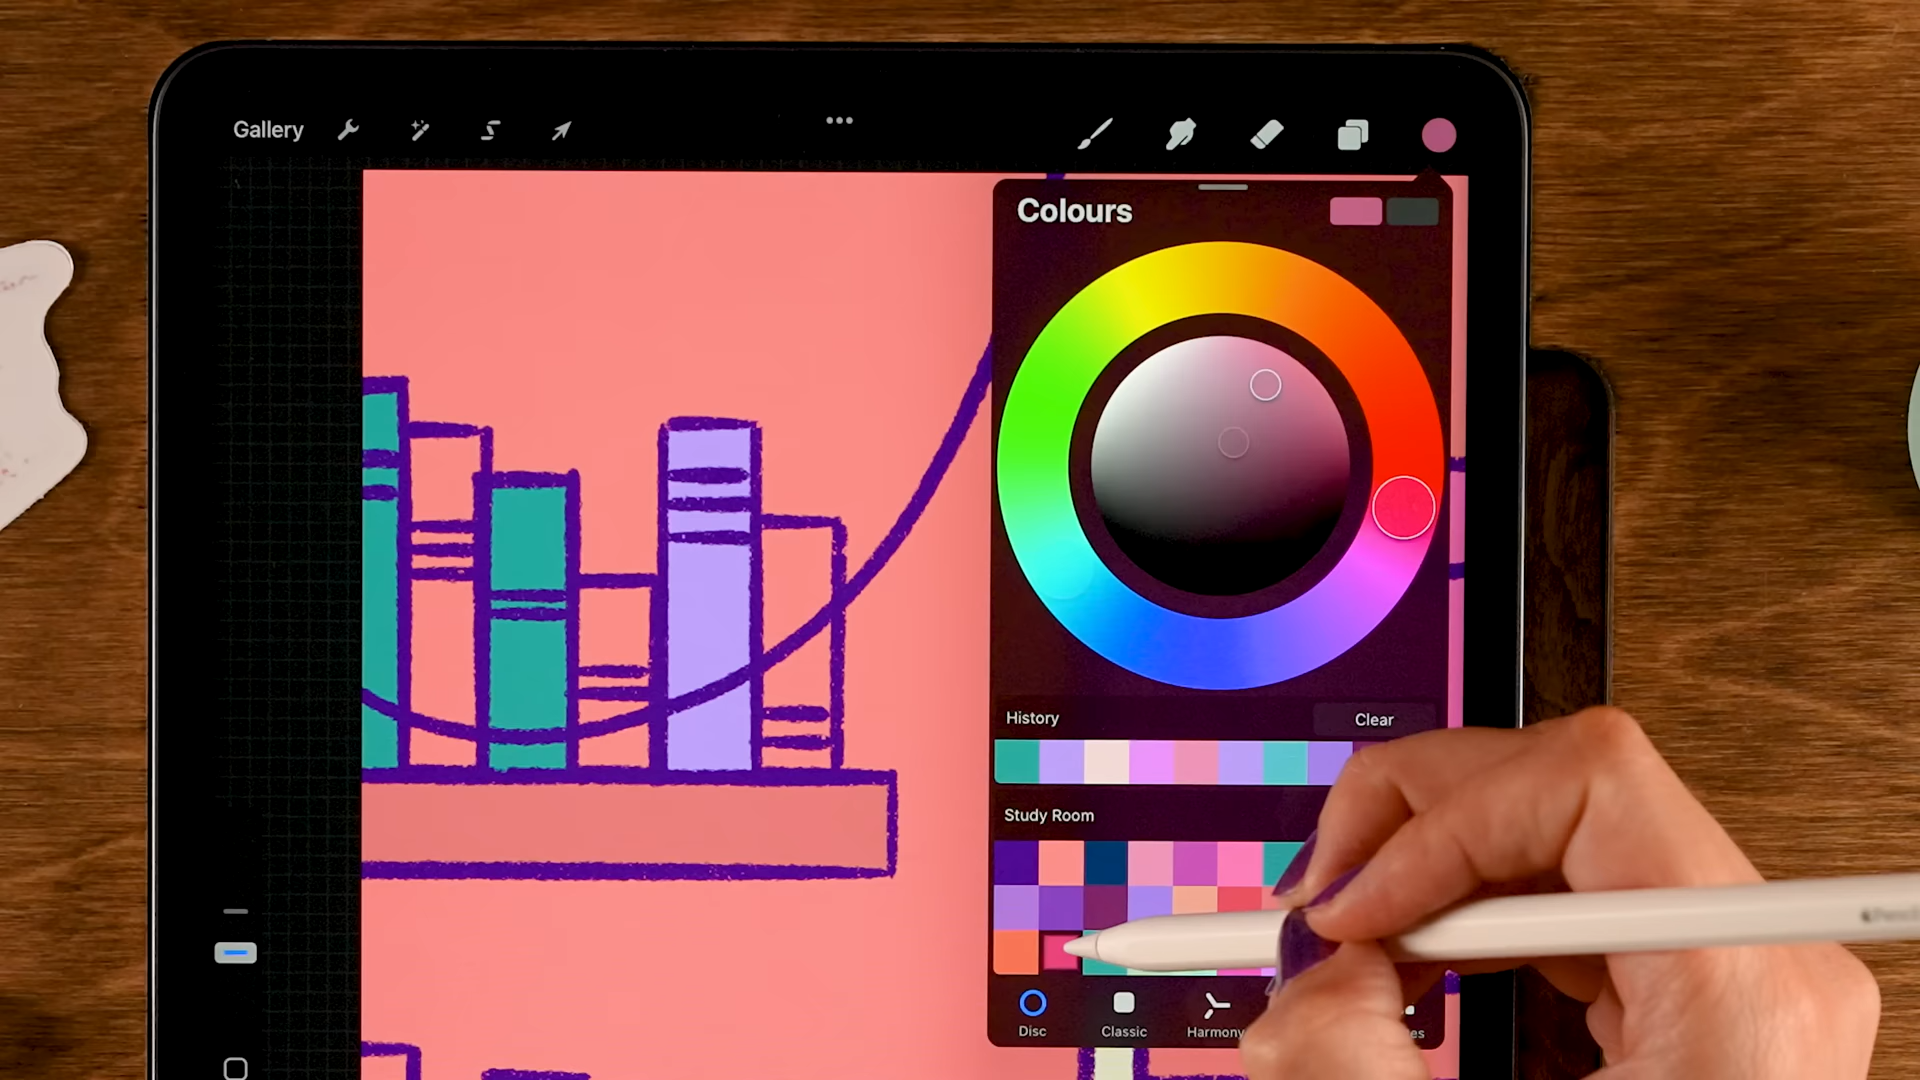 Gallery
Colours
History
Clear
Study Room
Disc
Classic
Harmony